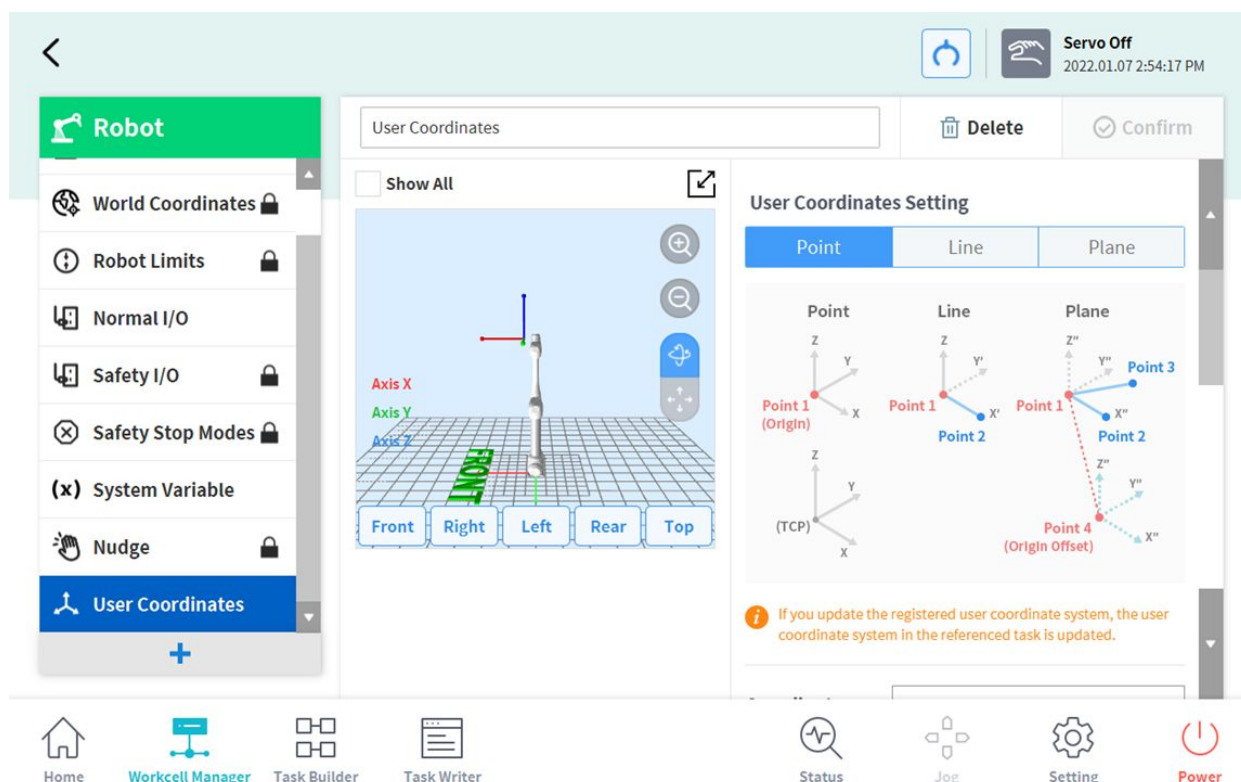 Servo Off
2022.01.07 2:54:17 PM
Robot
World Coordinates
Robot Limits
Normal I/O
Safety I/O
Safety Stop Modes
(x) System Variable
Nudge
User Coordinates
+
User Coordinates
Delete
Confirm
Show All
Axis X
Axis Y
Axis Z
FRONT
Front
Right
Left
Rear
Top
User Coordinates Setting
Point
Line
Plane
Point
Line
Plane
Z
Y
X
Point 1
(Origin)
Z
Y'
X'
Point 1
Point 2
Z"
Y"
Point 3
Point 1
X"
Point 2
Z
Y
(TCP)
X
Z"
Y"
Point 4
(Origin Offset)
X"
If you update the registered user coordinate system, the user
coordinate system in the referenced task is updated.
Home
Workcell Manager
Task Builder
Task Writer
Status
Jog
Setting
Power